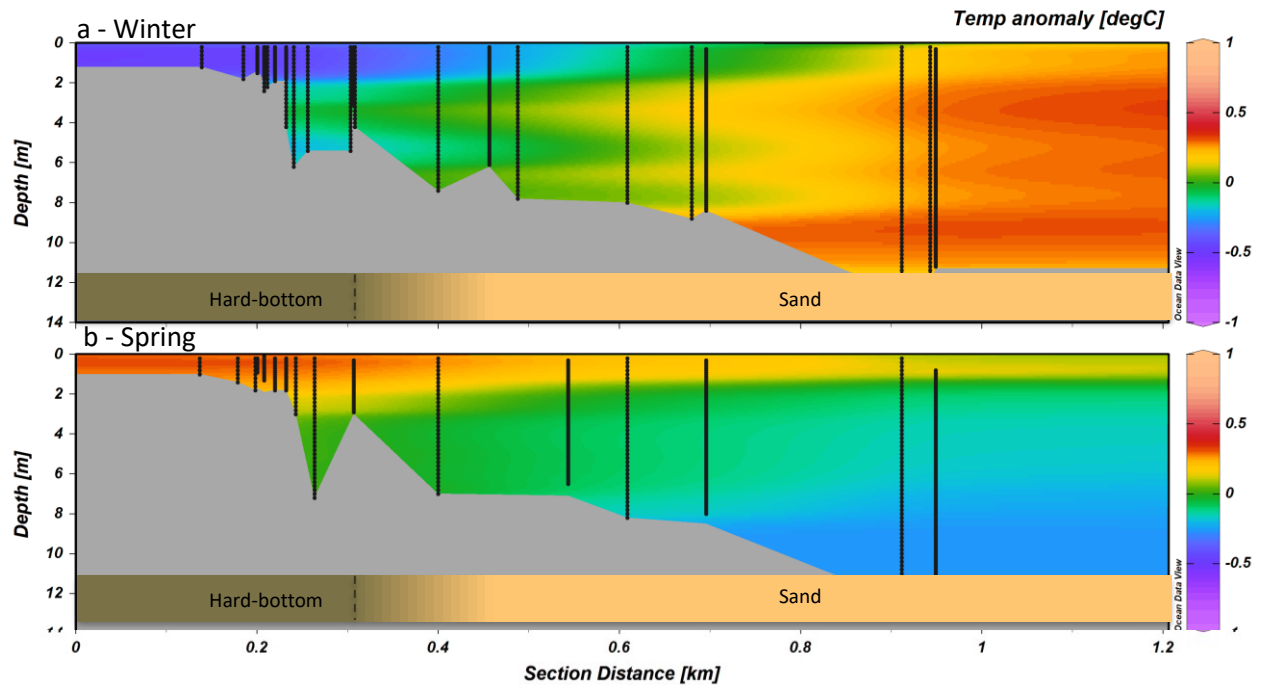 a - Winter
Temp anomaly [degC]
0
2
4
6
8
10
12
14
Depth [m]
Hard-bottom
Sand
Ocean Data View
1
0.5
0
-0.5
-1
b - Spring
0
2
4
6
8
10
12
Depth [m]
Hard-bottom
Sand
Ocean Data View
1
0.5
0
-0.5
0
0.2
0.4
0.6
0.8
1
1.2
Section Distance [km]